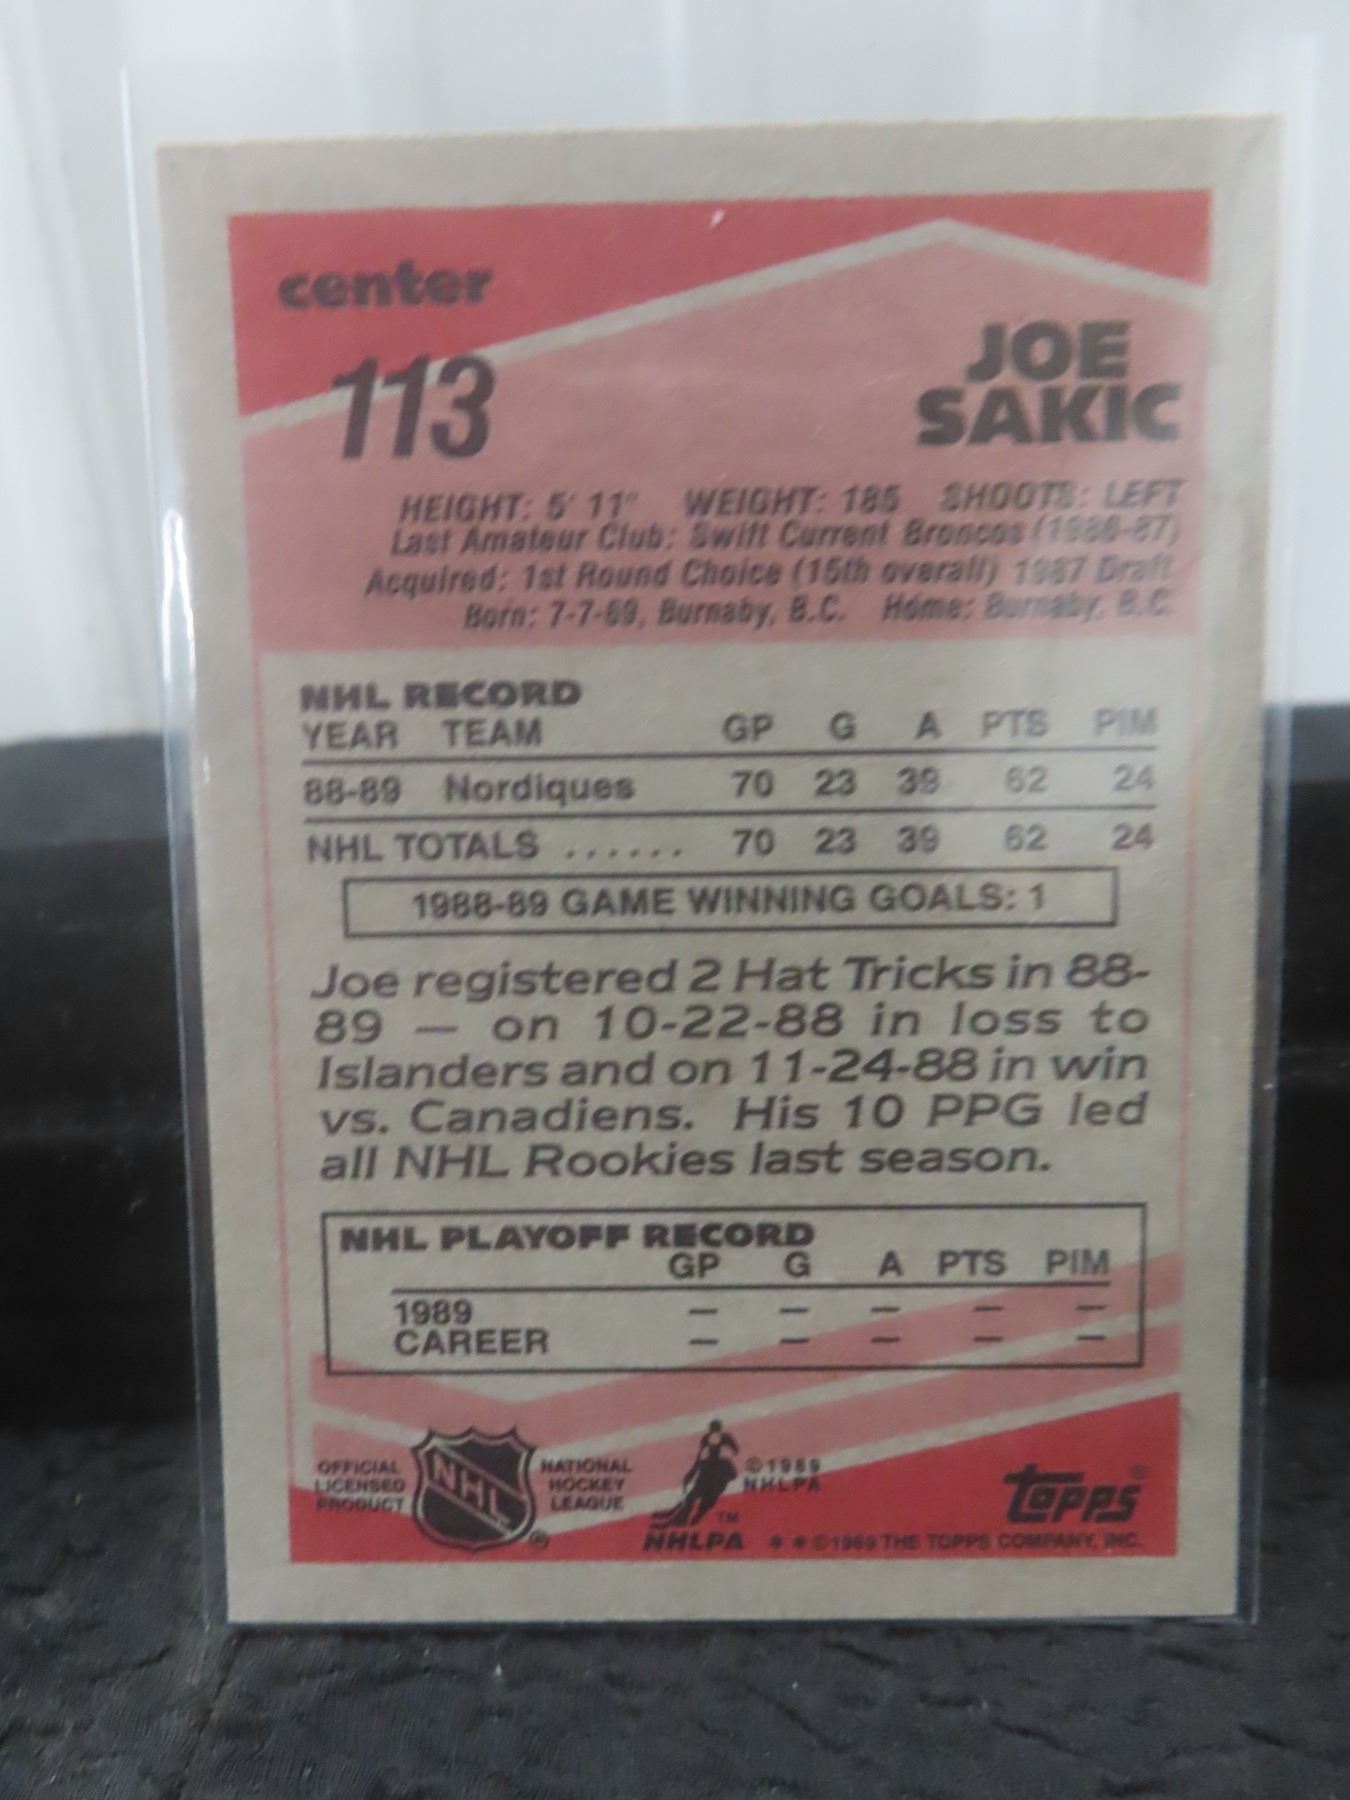 center
113
JOE
SAKIC
HEIGHT: 5' 11" WEIGHT: 185 SHOOTS: LEFT
Last Amateur Club: Swift Current Broncos (1986-87)
Acquired: 1st Round Choice (15th overall) 1987 Draft
Born: 7-7-69, Burnaby, B.C. Home: Burnaby, B.C.
NHL RECORD
YEAR TEAM GP G A PTS PIM
88-89 Nordiques 70 23 39 62 24
NHL TOTALS ...... 70 23 39 62 24
1988-89 GAME WINNING GOALS: 1
Joe registered 2 Hat Tricks in 88-
89 — on 10-22-88 in loss to
Islanders and on 11-24-88 in win
vs. Canadiens. His 10 PPG led
all NHL Rookies last season.
NHL PLAYOFF RECORD
GP G A PTS PIM
1989 – – – – –
CAREER – – – – –
OFFICIAL
LICENSED
PRODUCT
NHL
®
NATIONAL
HOCKEY
LEAGUE
©1989
NHLPA
TM
NHLPA
topps®
* * ©1989 THE TOPPS COMPANY, INC.